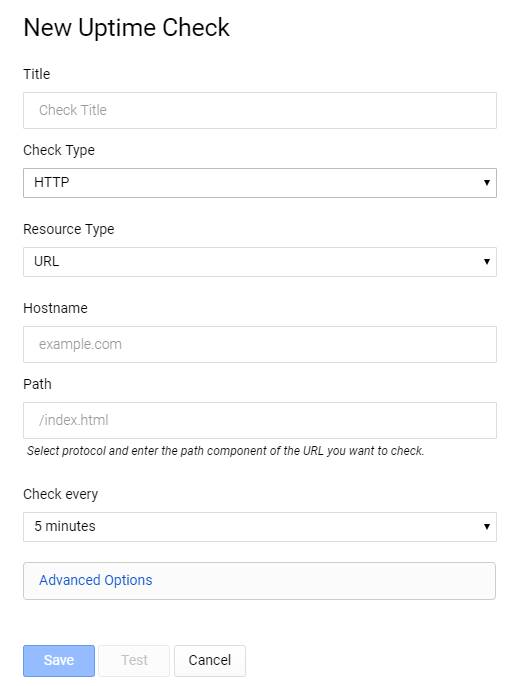 New Uptime Check
Title
Check Title
Check Type
HTTP
Resource Type
URL
Hostname
example.com
Path
/index.html
Select protocol and enter the path component of the URL you want to check.
Check every
5 minutes
Advanced Options
Save Test Cancel